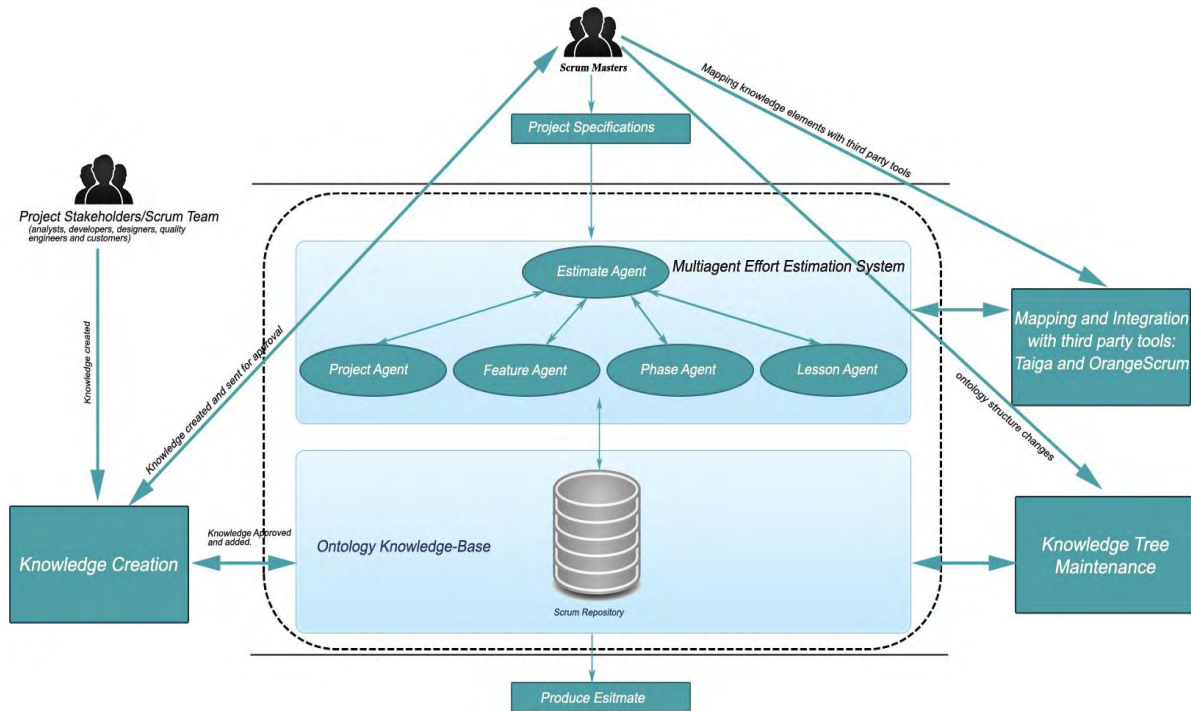 Scrum Masters
Project Specifications
Mapping knowledge elements with third party tools
Project Stakeholders/Scrum Team
(analysts, developers, designers, quality
engineers and customers)
Knowledge created
Knowledge created and sent for approval
Estimate Agent
Multiagent Effort Estimation System
Project Agent
Feature Agent
Phase Agent
Lesson Agent
Mapping and Integration
with third party tools:
Taiga and OrangeScrum
ontology structure changes
Knowledge Creation
Knowledge Approved
and added.
Ontology Knowledge-Base
Scrum Repository
Knowledge Tree
Maintenance
Produce Esitmate